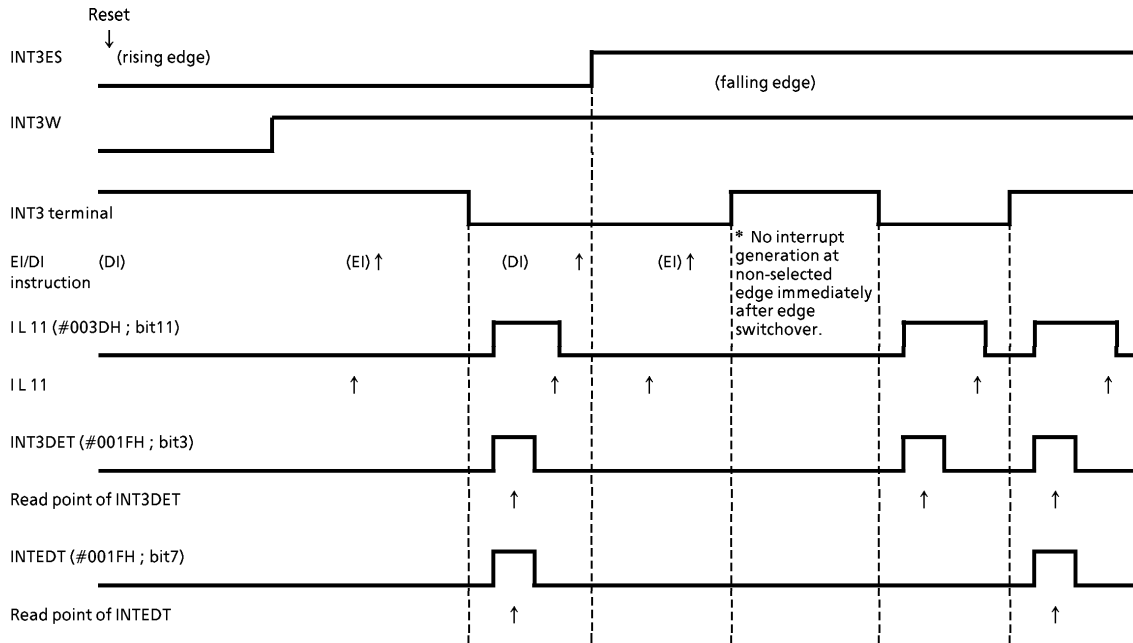 Reset
↓
INT3ES
(rising edge)
(falling edge)
INT3W
INT3 terminal
EI/DI
instruction
(DI)
(EI) ↑
(DI)
↑
(EI) ↑
* No interrupt
generation at
non-selected
edge immediately
after edge
switchover.
I L 11 (#003DH ; bit11)
I L 11
↑ ↑ ↑ ↑ ↑
INT3DET (#001FH ; bit3)
Read point of INT3DET
↑ ↑ ↑
INTEDT (#001FH ; bit7)
Read point of INTEDT
↑ ↑